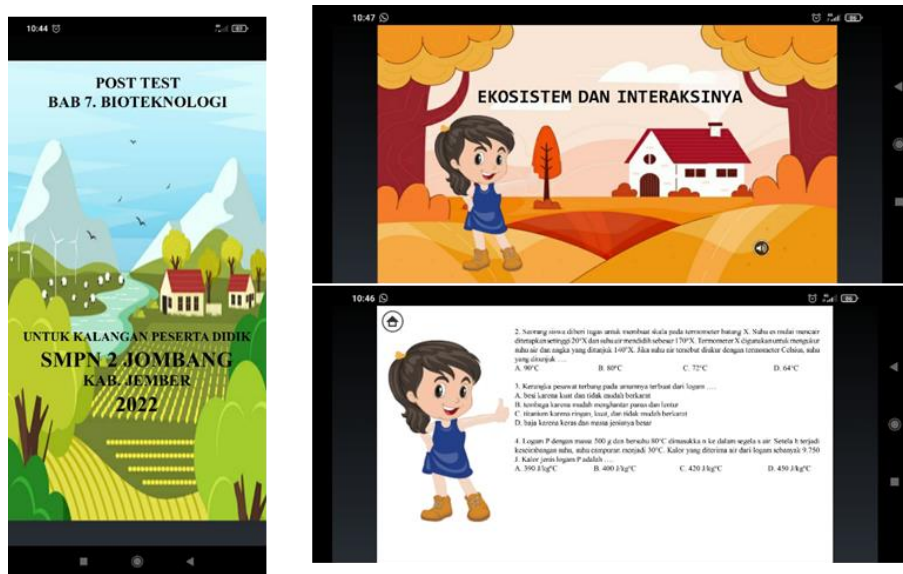 10:44
POST TEST
BAB 7. BIOTEKNOLOGI
UNTUK KALANGAN PESERTA DIDIK
SMPN 2 JOMBANG
KAB. JEMBER
2022
10:47
86
EKOSISTEM DAN INTERAKSINYA
10:46
86
2. Seorang siswa diberi tugas untuk membuat skala pada termometer batang X. Suhu es mulai mencair
ditetapkan setinggi 20°X dan suhu air mendidih sebesar 170°X. Termometer X digunakan untuk mengukur
suhu air dan angka yang ditunjuk 140°X. Jika suhu air tersebut diukur dengan termometer Celsius, suhu
yang ditunjuk ....
A. 90°C B. 80°C C. 72°C D. 64°C
3. Kerangka pesawat terbang pada umumnya terbuat dari logam ....
A. besi karena kuat dan tidak mudah berkarat
B. tembaga karena mudah menghantar panas dan lentur
C. titanium karena ringan, kuat, dan tidak mudah berkarat
D. baja karena keras dan massa jenisnya besar
4. Logam P dengan massa 500 g dan bersuhu 80°C dimasukka n ke dalam segela s air. Setela h terjadi
keseimbangan suhu, suhu campuran menjadi 30°C. Kalor yang diterima air dari logam sebanyak 9.750
J. Kalor jenis logam P adalah ....
A. 390 J/kg°C B. 400 J/kg°C C. 420 J/kg°C D. 450 J/kg°C